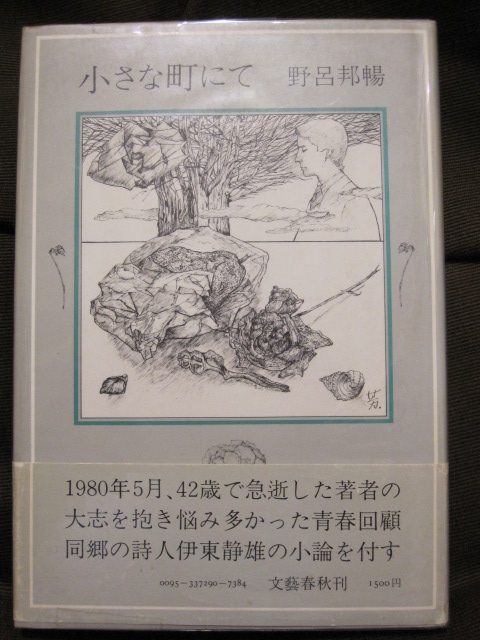 小さな町にて 野呂邦暢
1980年5月、42歳で急逝した著者の
大志を抱き悩み多かった青春回顧
同郷の詩人伊東静雄の小論を付す
0095-337290-7384 文藝春秋刊 1500円